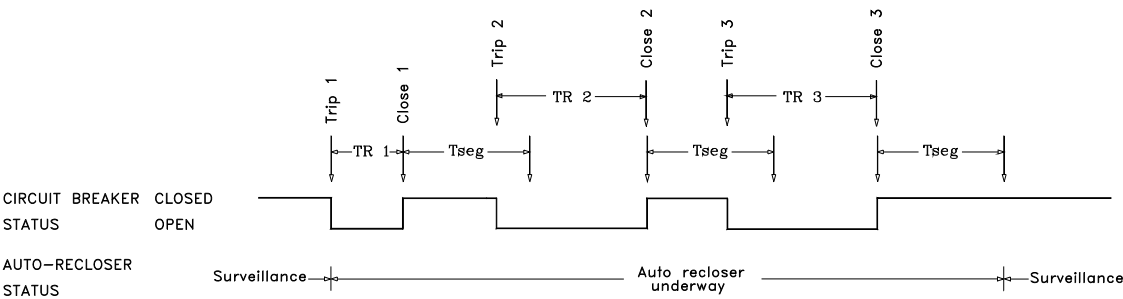 Trip 1
Close 1
Trip 2
Close 2
Trip 3
Close 3
TR 2
TR 3
TR 1
Tseg
Tseg
Tseg
CIRCUIT BREAKER CLOSED
STATUS OPEN
AUTO-RECLOSER
STATUS
Surveillance
Auto recloser
underway
Surveillance